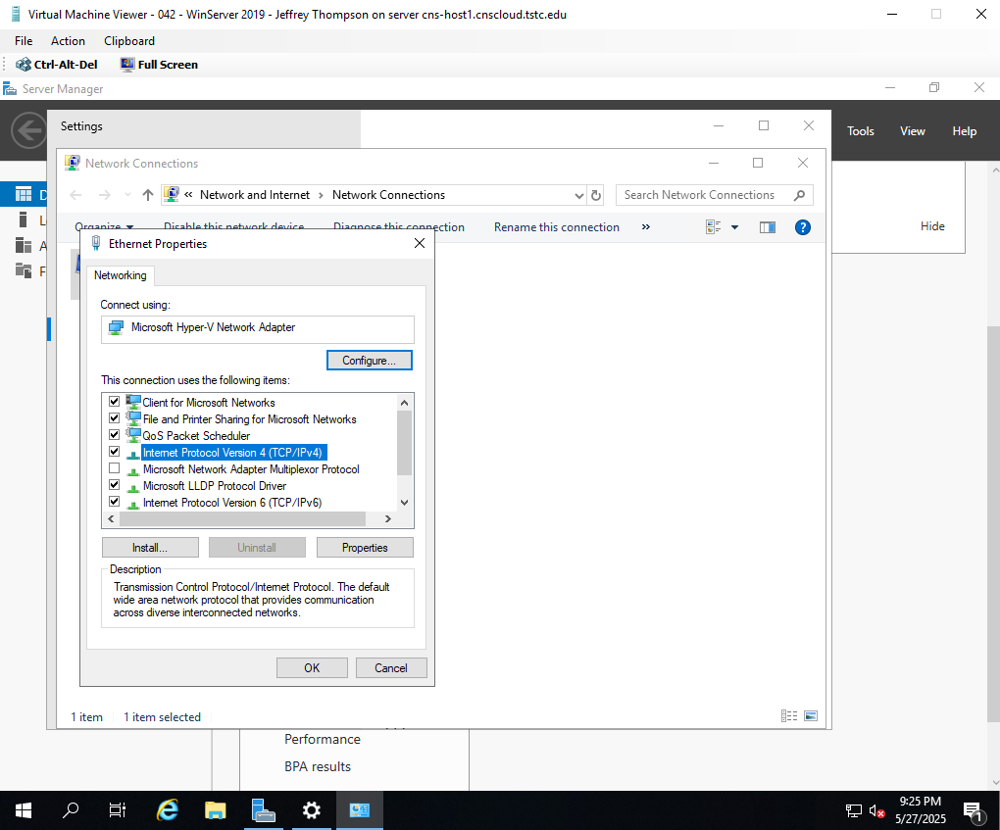 Virtual Machine Viewer - 042 - WinServer 2019 - Jeffrey Thompson on server cns-host1.cnscloud.tstc.edu
File Action Clipboard
Ctrl-Alt-Del Full Screen
Server Manager
Settings
Tools View Help
Network Connections
« Network and Internet › Network Connections
Search Network Connections
Organize Disable this network device Diagnose this connection Rename this connection »
Hide
Ethernet Properties
Networking
Connect using:
Microsoft Hyper-V Network Adapter
Configure...
This connection uses the following items:
Client for Microsoft Networks
File and Printer Sharing for Microsoft Networks
QoS Packet Scheduler
Internet Protocol Version 4 (TCP/IPv4)
Microsoft Network Adapter Multiplexor Protocol
Microsoft LLDP Protocol Driver
Internet Protocol Version 6 (TCP/IPv6)
Install... Uninstall Properties
Description
Transmission Control Protocol/Internet Protocol. The default
wide area network protocol that provides communication
across diverse interconnected networks.
OK Cancel
1 item 1 item selected
Performance
BPA results
9:25 PM
5/27/2025
1